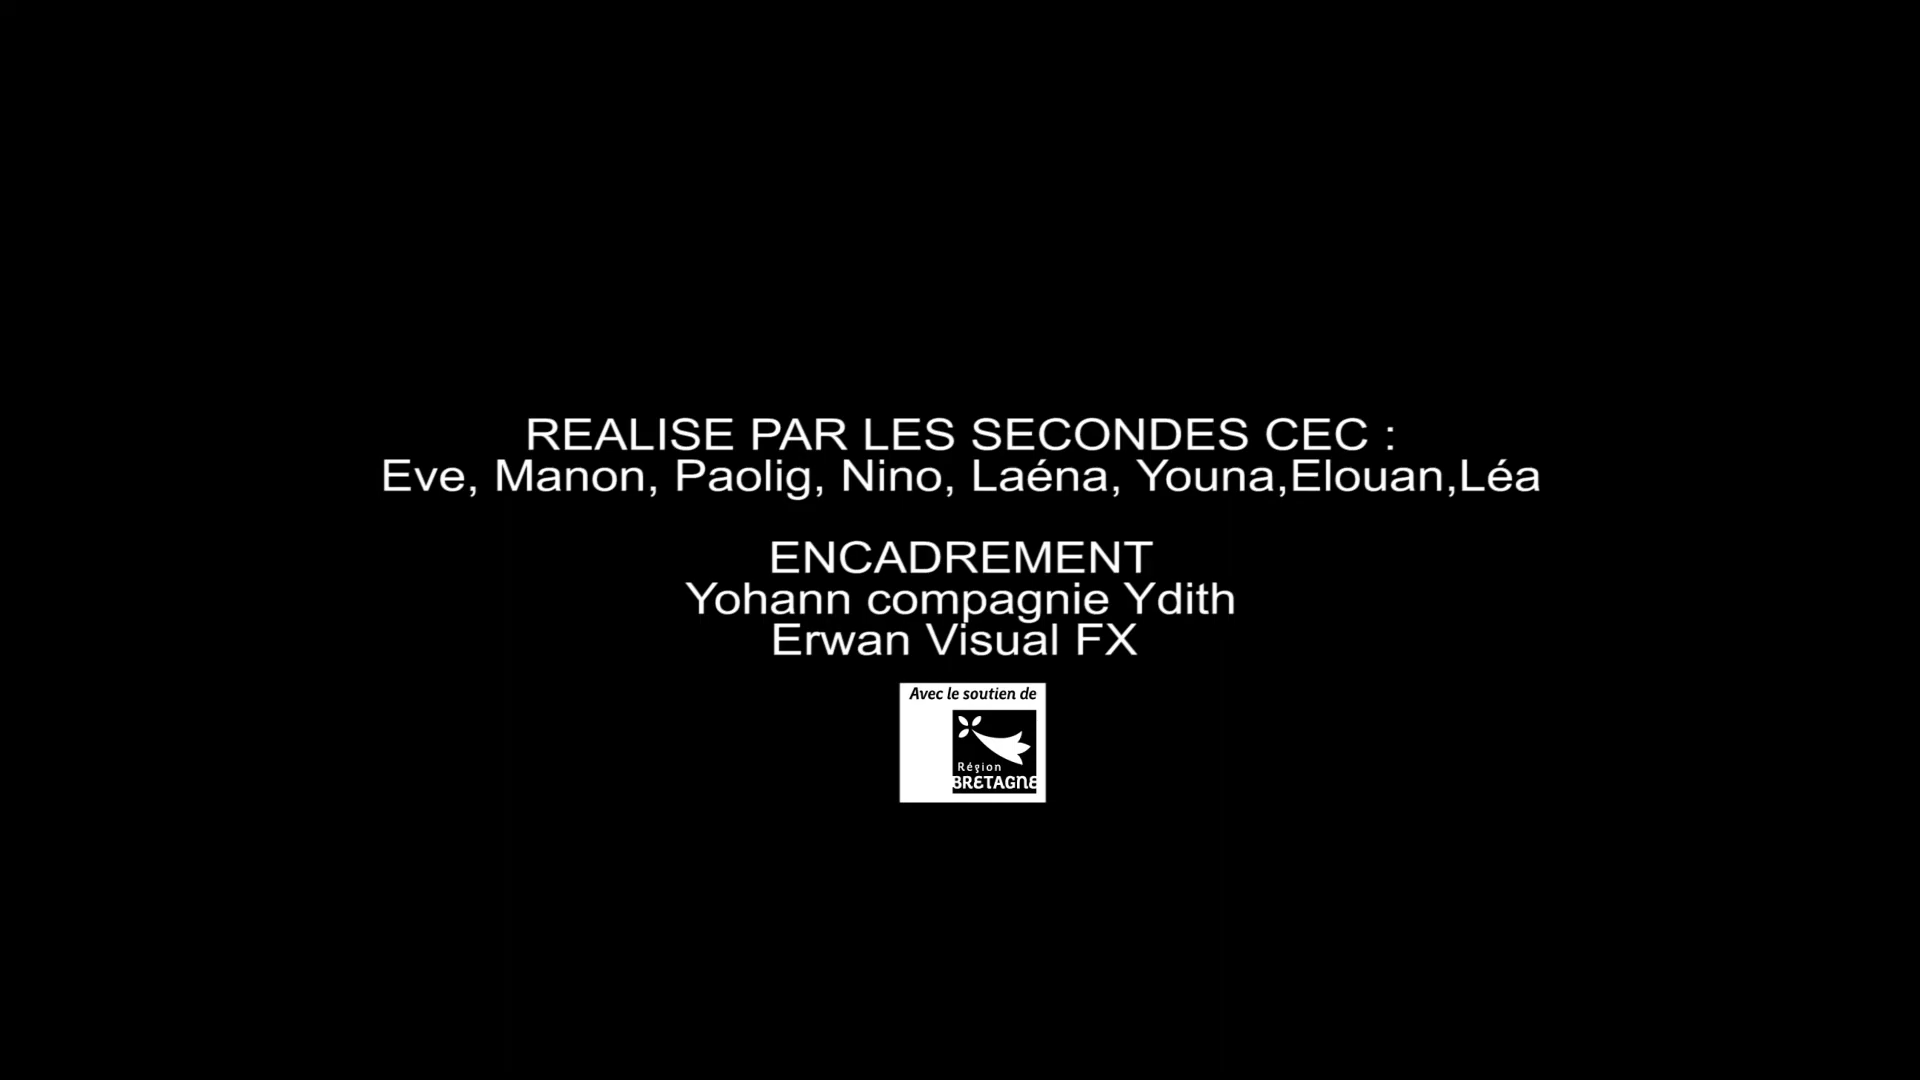 REALISE PAR LES SECONDES CEC :
Eve, Manon, Paolig, Nino, Laéna, Youna,Elouan,Léa
ENCADREMENT
Yohann compagnie Ydith
Erwan Visual FX
Avec le soutien de
Région
BRETAGNE